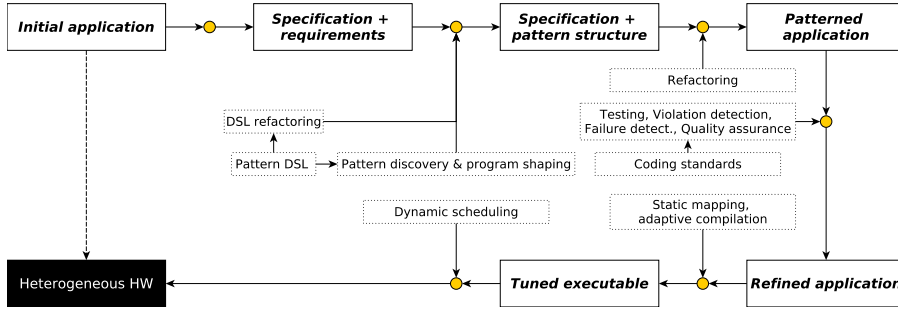 Initial application
Specification +
requirements
Specification +
pattern structure
Patterned
application
Refactoring
DSL refactoring
Testing, Violation detection,
Failure detect., Quality assurance
Pattern DSL
Pattern discovery & program shaping
Coding standards
Dynamic scheduling
Static mapping,
adaptive compilation
Heterogeneous HW
Tuned executable
Refined application